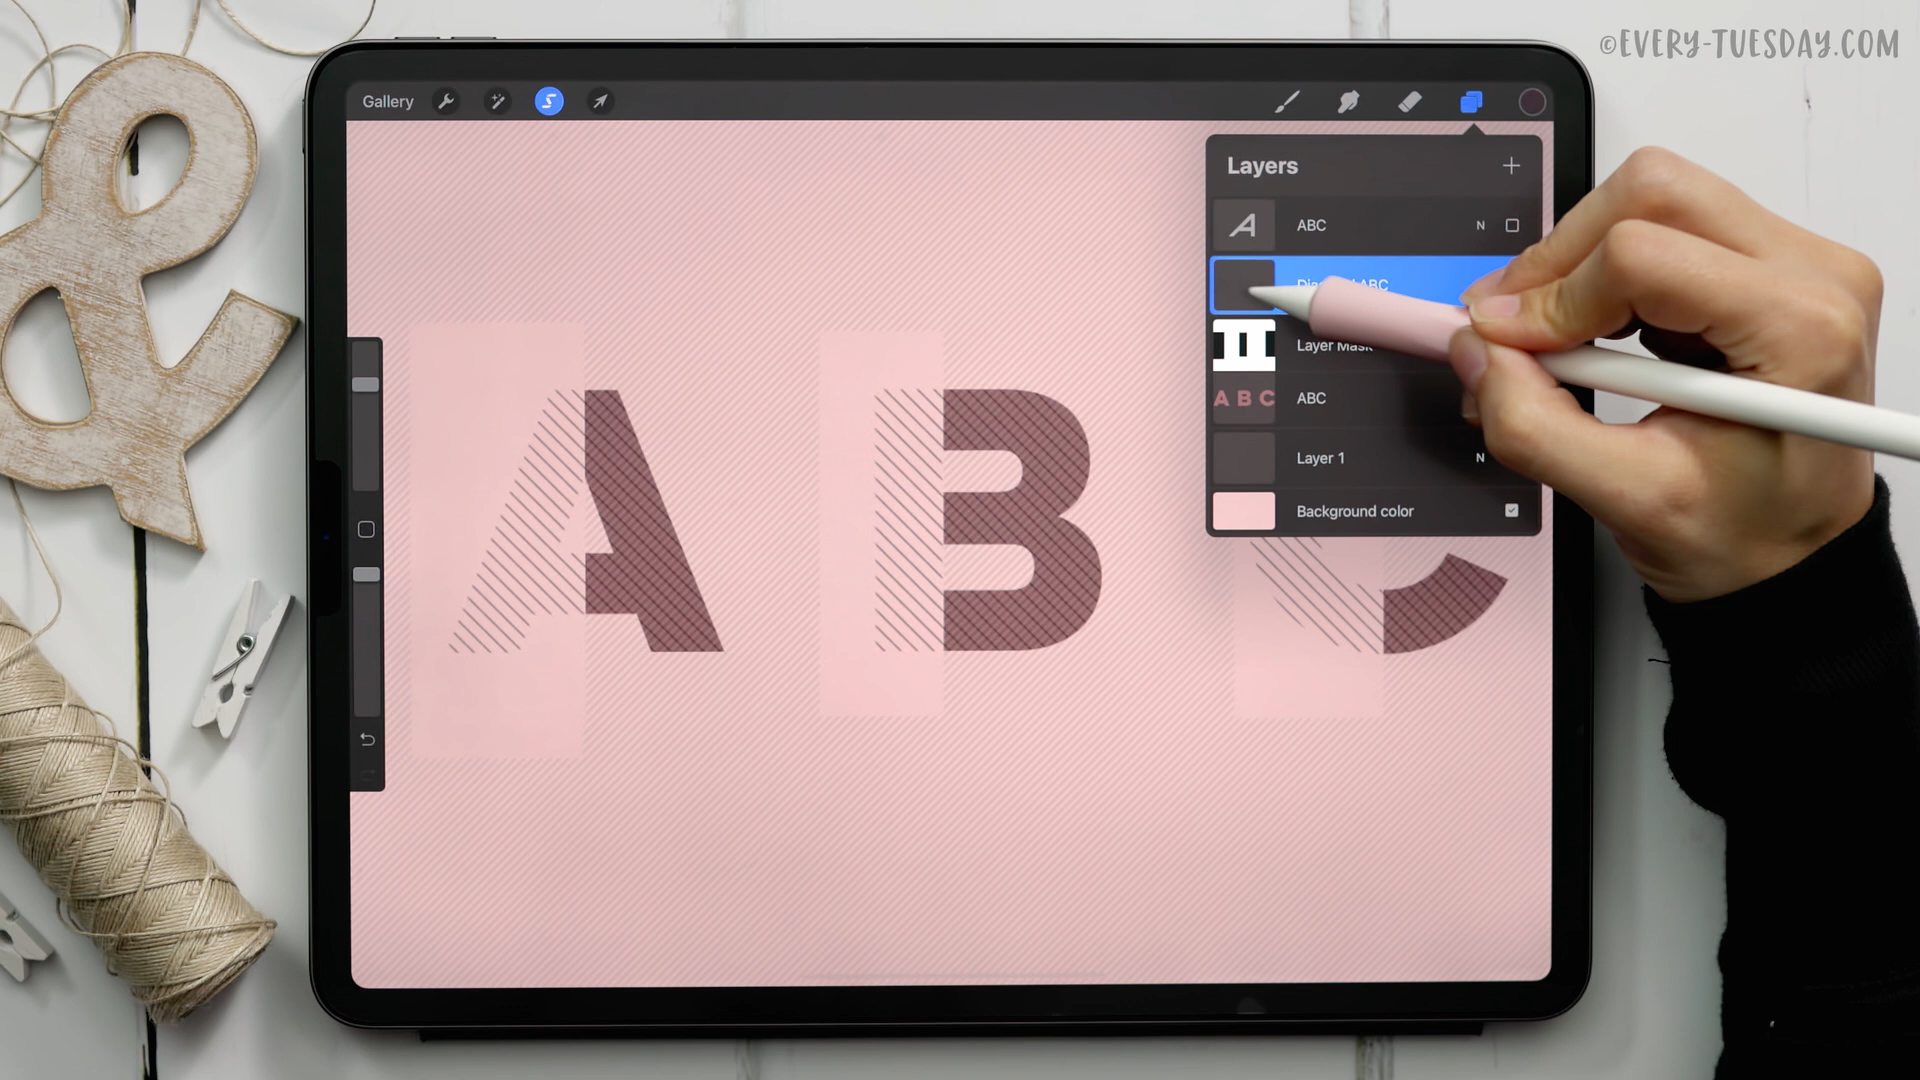 ©EVERY-TUESDAY.COM
Gallery
Layers
ABC N
ABC
Layer Mask
A B C ABC
Layer 1 N
Background color
A B C